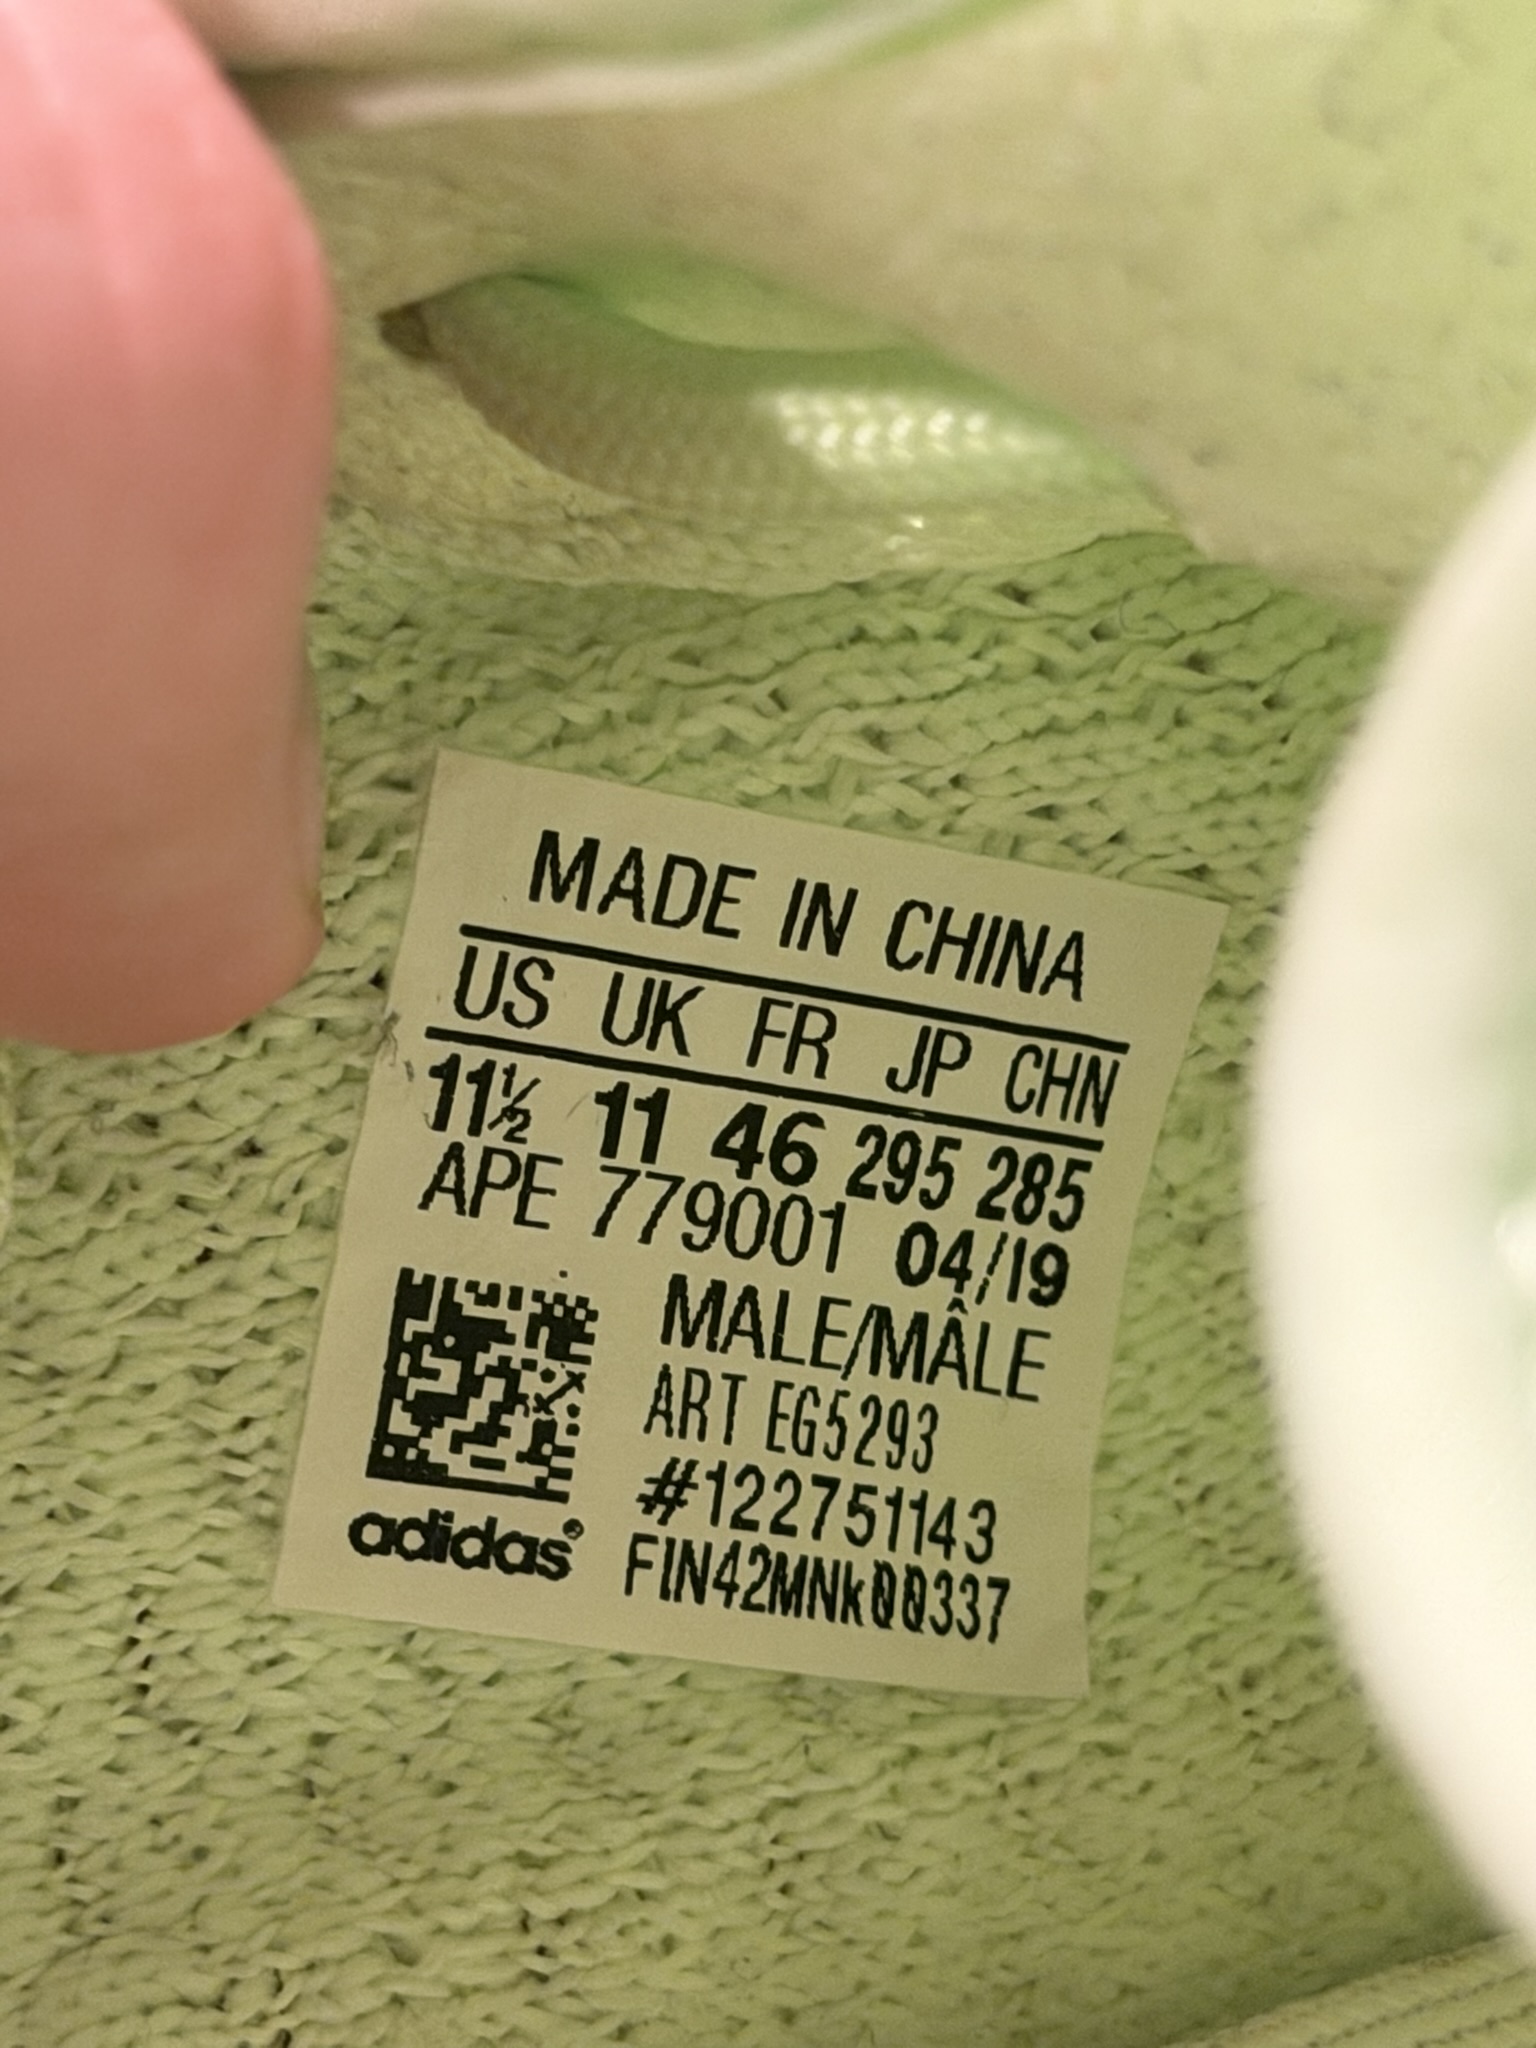 MADE IN CHINA
US UK FR JP CHN
11½ 11 46 295 285
APE 779001 04/19
MALE/MÂLE
ART EG5293
#122751143
adidas® FIN42MNk00337